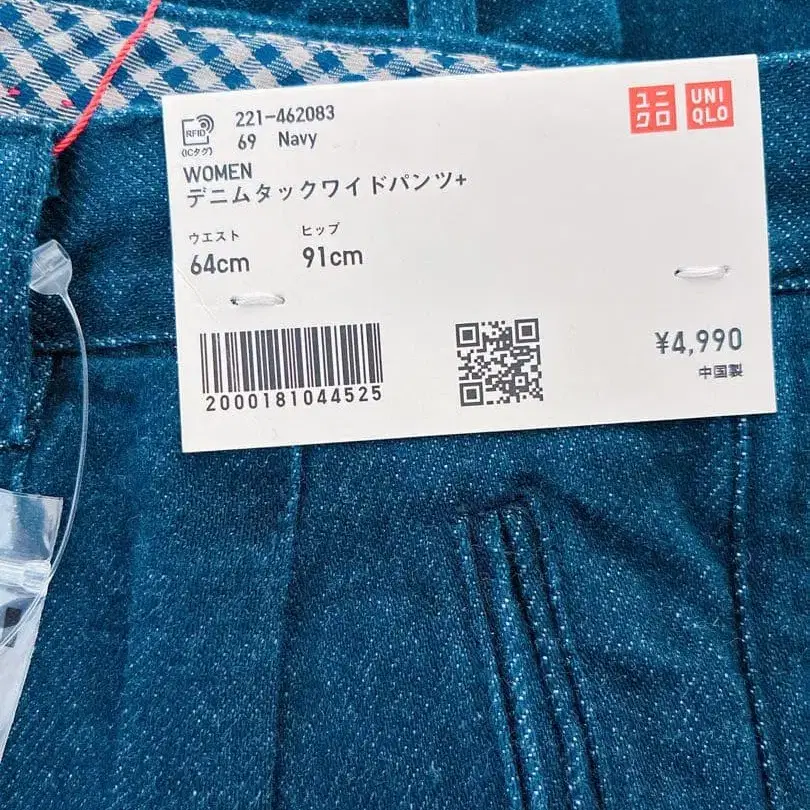 RFID
(ICタグ)
221-462083
69 Navy
ユニ
クロ
UNI
QLO
WOMEN
デニムタックワイドパンツ+
ウエスト ヒップ
64cm 91cm
2000181044525
¥4,990
中国製